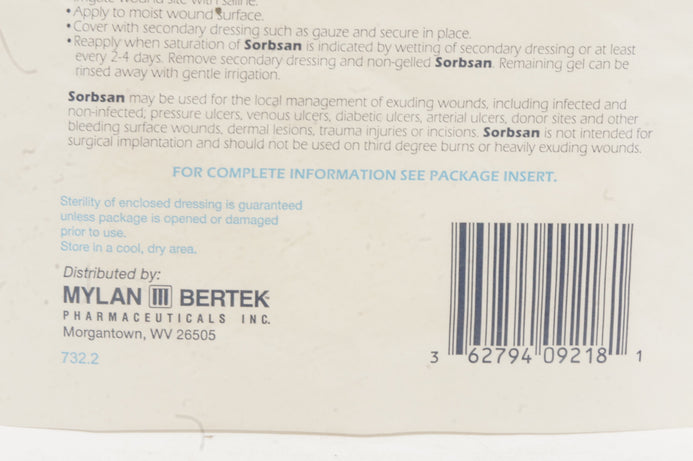 Irrigate wound site with saline.
• Apply to moist wound surface.
• Cover with secondary dressing such as gauze and secure in place.
• Reapply when saturation of Sorbsan is indicated by wetting of secondary dressing or at least
every 2-4 days. Remove secondary dressing and non-gelled Sorbsan. Remaining gel can be
rinsed away with gentle irrigation.
Sorbsan may be used for the local management of exuding wounds, including infected and
non-infected; pressure ulcers, venous ulcers, diabetic ulcers, arterial ulcers, donor sites and other
bleeding surface wounds, dermal lesions, trauma injuries or incisions. Sorbsan is not intended for
surgical implantation and should not be used on third degree burns or heavily exuding wounds.
FOR COMPLETE INFORMATION SEE PACKAGE INSERT.
Sterility of enclosed dressing is guaranteed
unless package is opened or damaged
prior to use.
Store in a cool, dry area.
Distributed by:
MYLAN BERTEK
PHARMACEUTICALS INC.
Morgantown, WV 26505
732.2
3 62794 09218 1